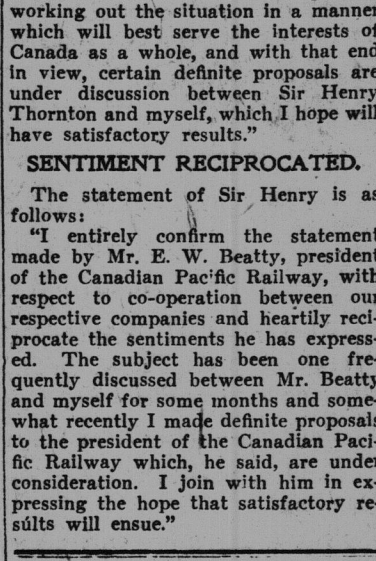 working out the situation in a manner
which will best serve the interests of
Canada as a whole, and with that end
in view, certain definite proposals are
under discussion between Sir Henry
Thornton and myself, which I hope will
have satisfactory results."
SENTIMENT RECIPROCATED.
The statement of Sir Henry is as
follows:
"I entirely confirm the statement
made by Mr. E. W. Beatty, president
of the Canadian Pac'fic Railway, with
respect to co-operation between our
respective companies and heartily reci-
procate the sentiments he has express-
ed. The subject has been one fre-
quently discussed between Mr. Beatty
and myself for some months and some-
what recently I made definite proposals
to the president of the Canadian Paci-
fic Railway which, he said, are under
consideration. I join with him in ex-
pressing the hope that satisfactory re-
sults will ensue."